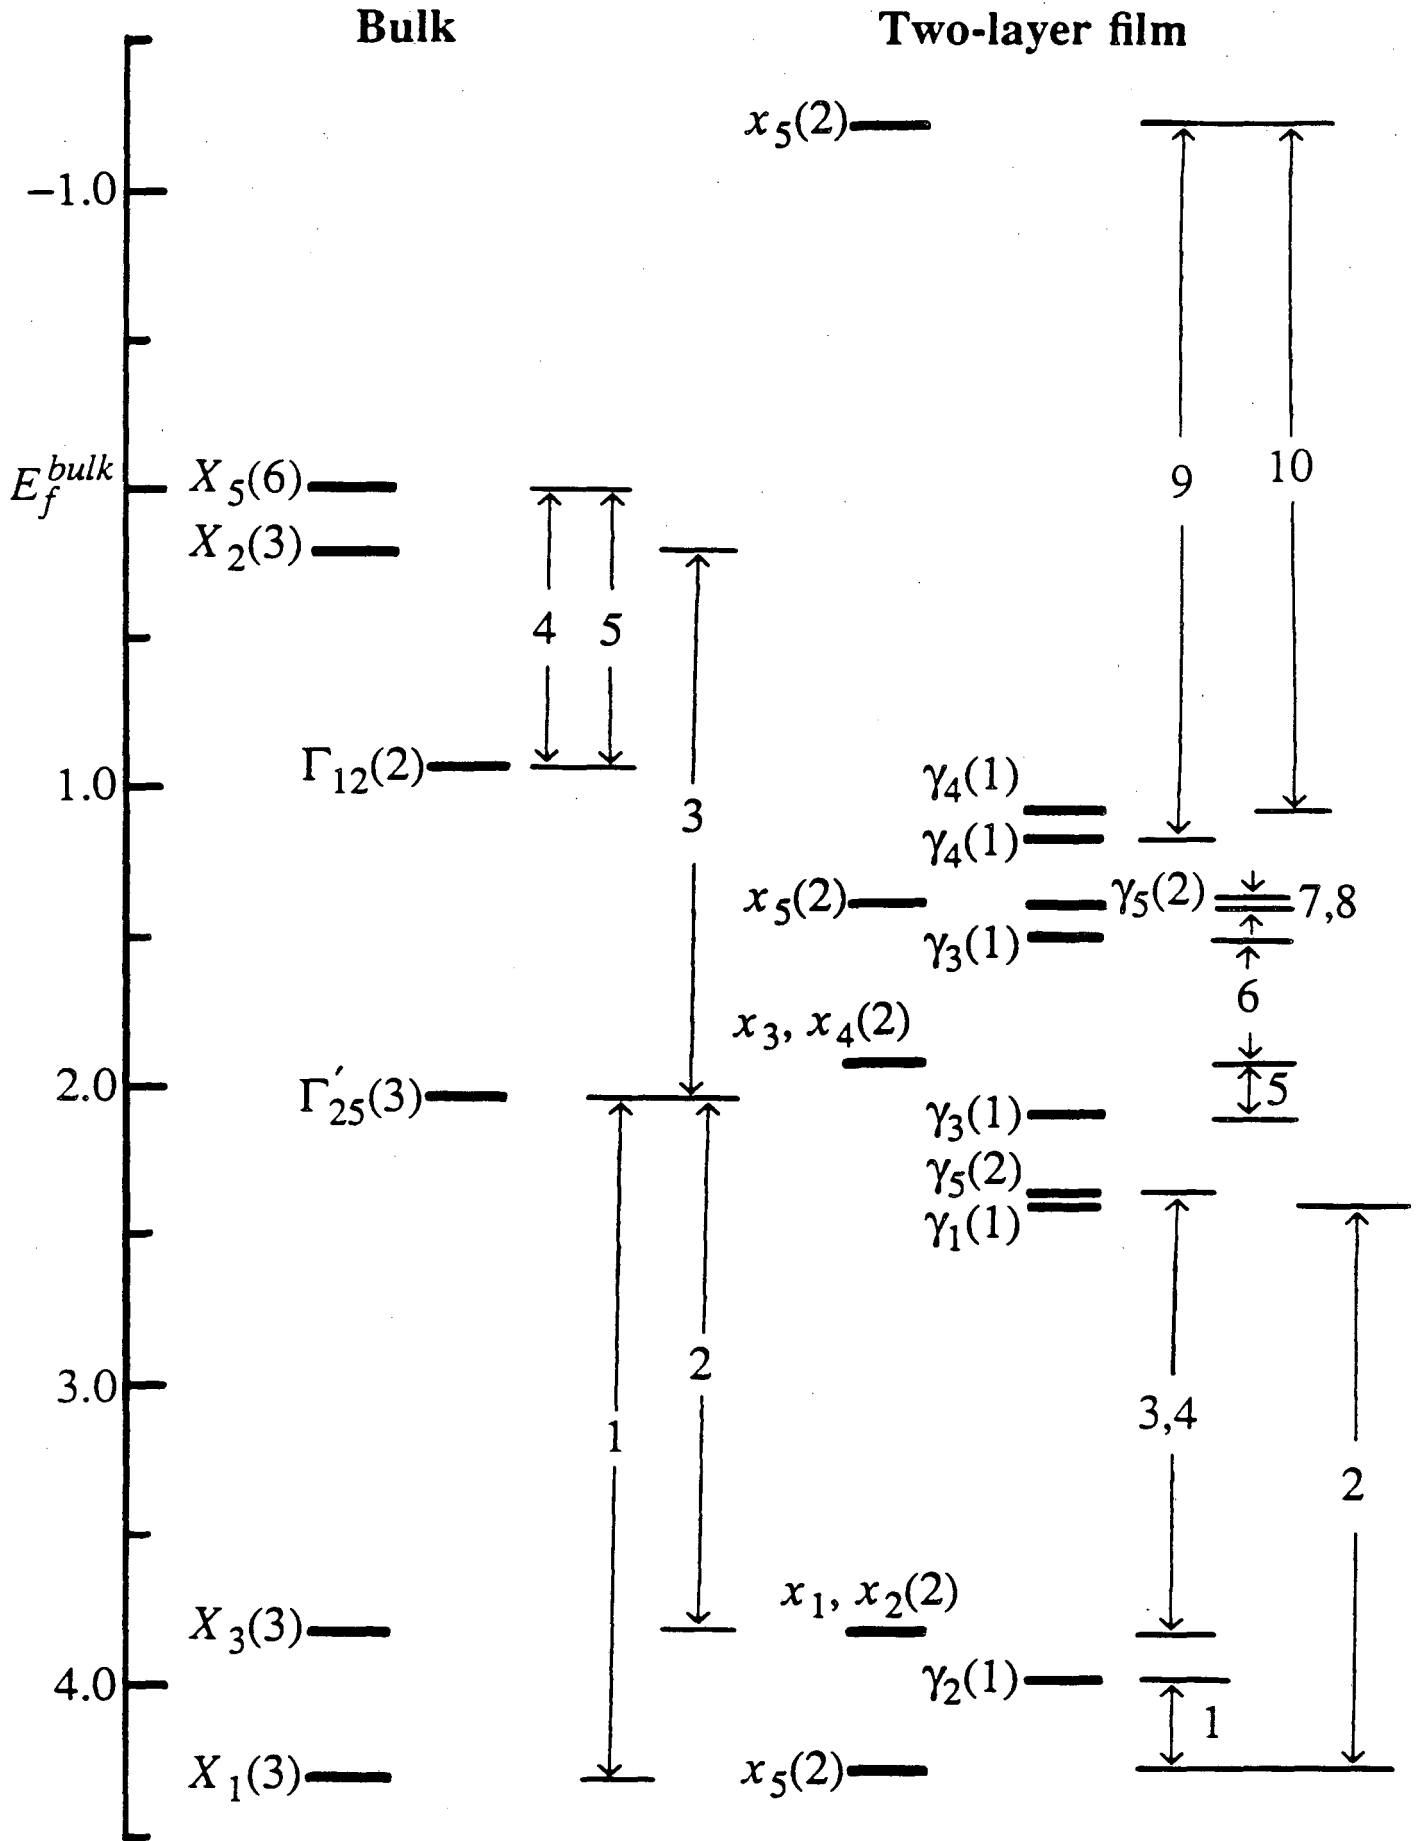 Bulk
Two-layer film
x5(2)
−1.0
9
10
E_f^bulk
X5(6)
X2(3)
4
5
3
Γ12(2)
1.0
γ4(1)
γ4(1)
x5(2)
γ5(2)
7,8
γ3(1)
6
x3, x4(2)
5
2.0
Γ′25(3)
γ3(1)
γ5(2)
γ1(1)
2
3.0
1
3,4
2
x1, x2(2)
X3(3)
4.0
γ2(1)
1
X1(3)
x5(2)